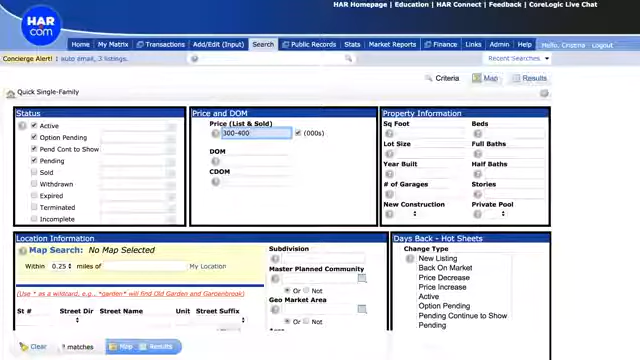 HAR Homepage | Education | HAR Connect | Feedback | CoreLogic Live Chat
HAR
com
Home My Matrix Transactions Add/Edit (Input) Search Public Records Stats Market Reports Finance Links Admin Help Hello, Cristina Logout
Concierge Alert! 1 auto email, 3 listings. Recent Searches...
Criteria Map Results
Quick Single-Family
Status
Active
Option Pending
Pend Cont to Show
Pending
Sold
Withdrawn
Expired
Terminated
Incomplete
Price and DOM
Price (List & Sold)
300-400 (000s)
DOM
CDOM
Property Information
Sq Foot Beds
Lot Size Full Baths
Year Built Half Baths
# of Garages Stories
New Construction Private Pool
Location Information
Map Search: No Map Selected
Within 0.25 miles of My Location
(Use * as a wildcard, e.g., *garden* will find Old Garden and Gardenbrook)
St # Street Dir Street Name Unit Street Suffix
Subdivision
Master Planned Community
Or Not
Geo Market Area
Or Not
Days Back - Hot Sheets
Change Type
New Listing
Back On Market
Price Decrease
Price Increase
Active
Option Pending
Pending Continue to Show
Pending
Clear matches Map Results